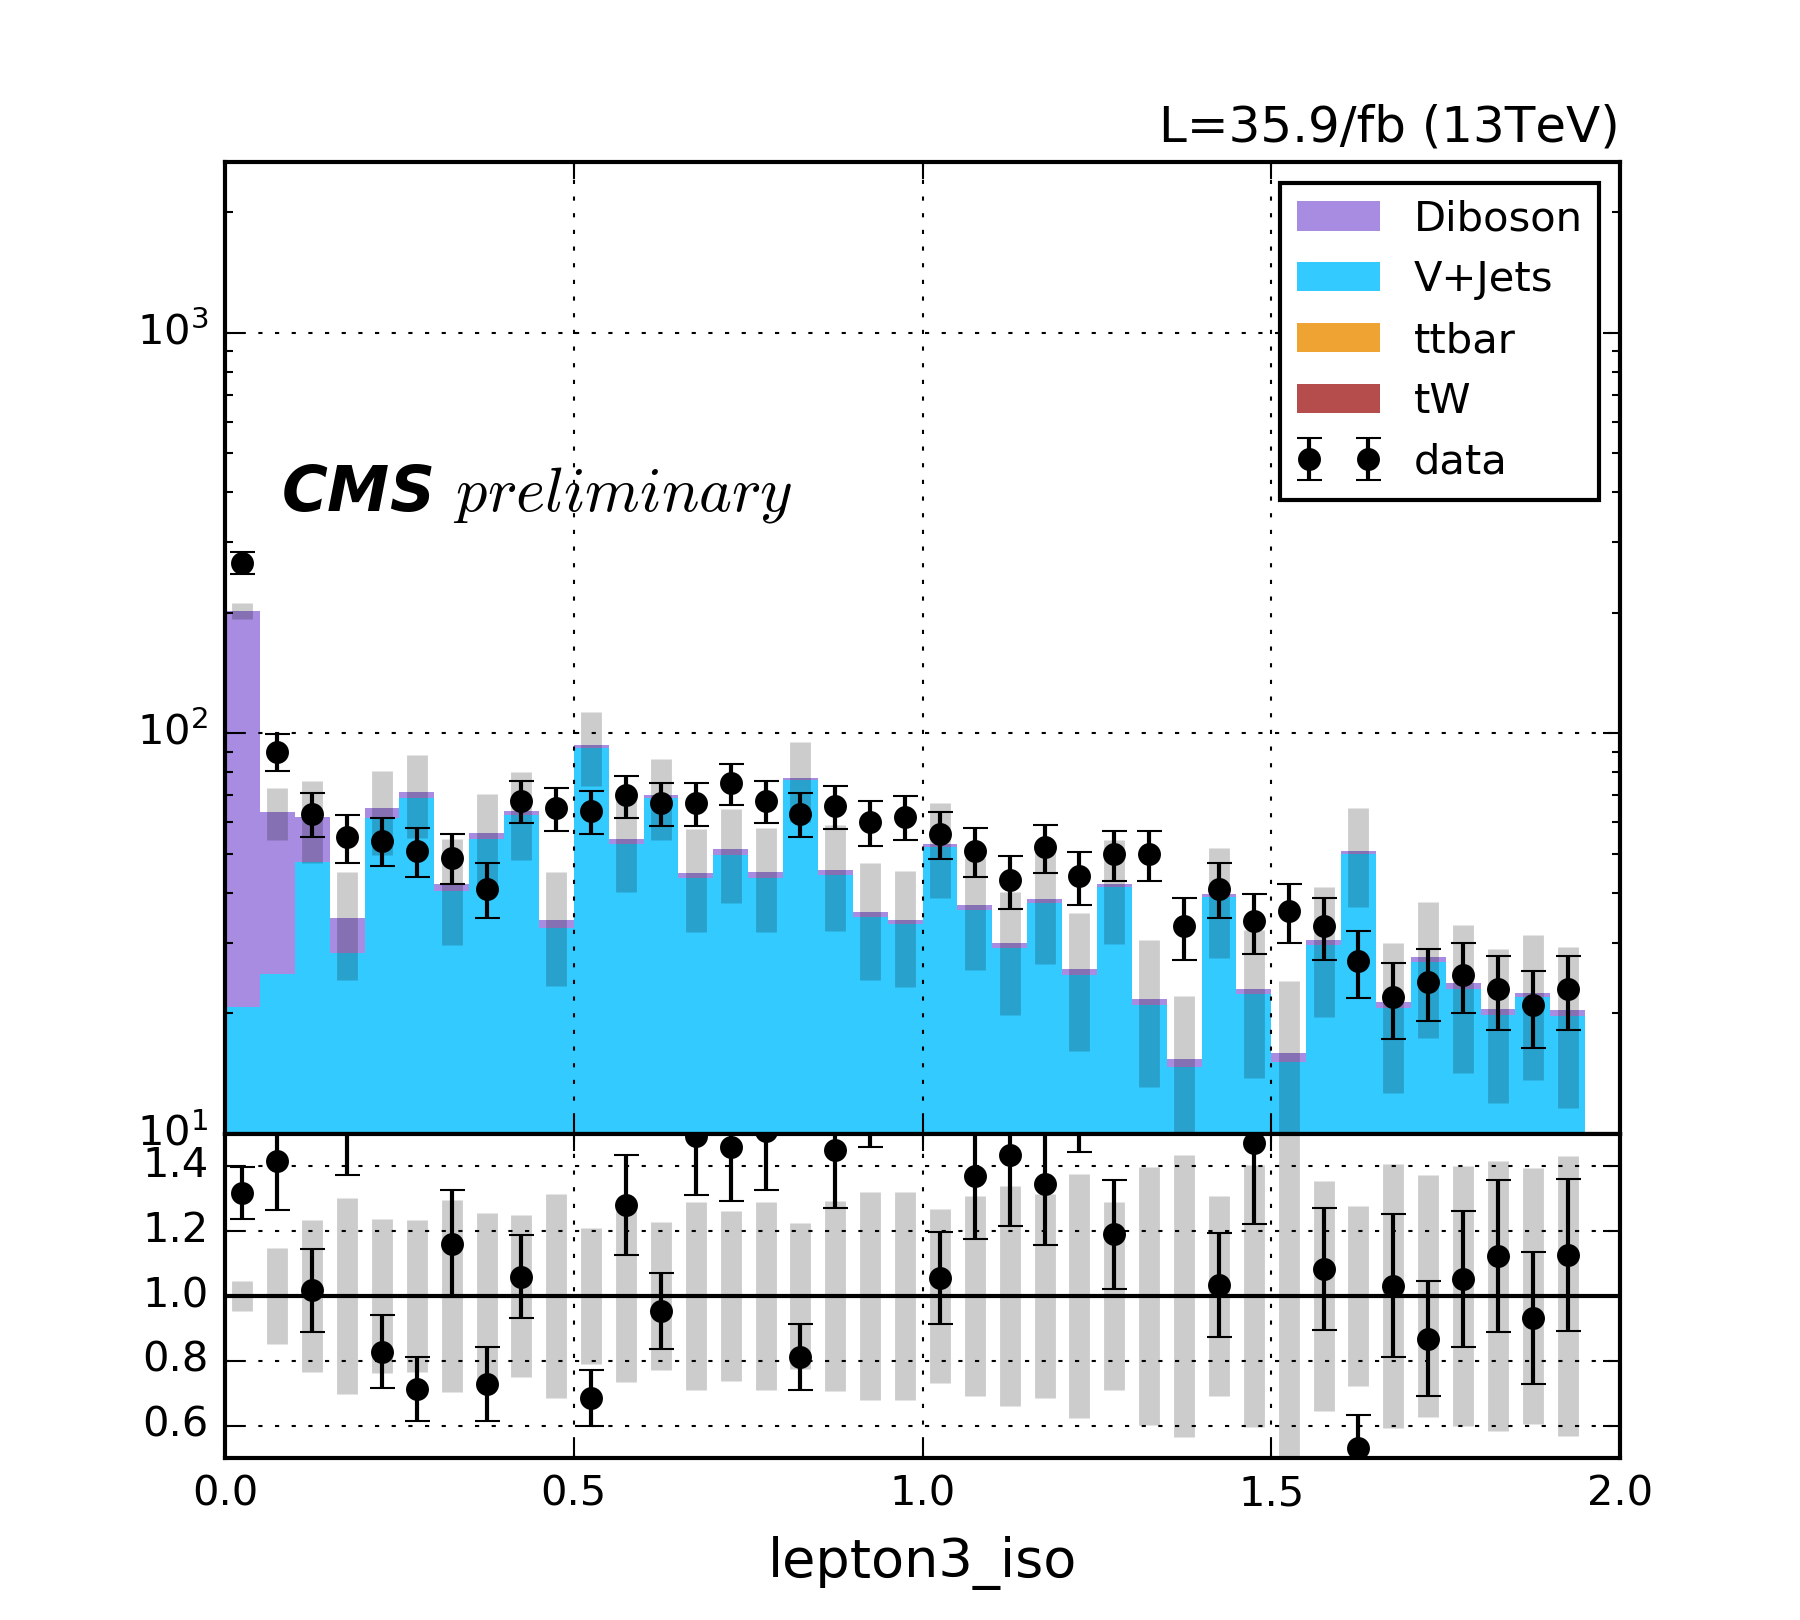 L=35.9/fb (13TeV)
Diboson
V+Jets
ttbar
tW
data
CMS preliminary
10³
10²
10¹
1.4
1.2
1.0
0.8
0.6
0.0 0.5 1.0 1.5 2.0
lepton3_iso